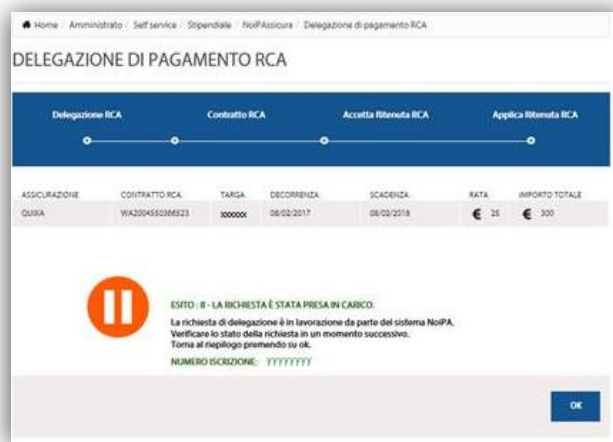 Home / Amministrato / Self service / Stipendiale / NoiPAssicura / Delegazione di pagamento RCA
DELEGAZIONE DI PAGAMENTO RCA
Delegazione RCA Contratto RCA Accetta Ritenuta RCA Applica Ritenuta RCA
ASSICURAZIONE CONTRATTO RCA TARGA DECORRENZA SCADENZA RATA IMPORTO TOTALE
QUIXA WA2004550386523 XXXXXXX 08/02/2017 08/02/2018 € 25 € 300
ESITO : II - LA RICHIESTA È STATA PRESA IN CARICO.
La richiesta di delegazione è in lavorazione da parte del sistema NoiPA.
Verificare lo stato della richiesta in un momento successivo.
Torna al riepilogo premendo su ok.
NUMERO ISCRIZIONE: YYYYYYYY
OK